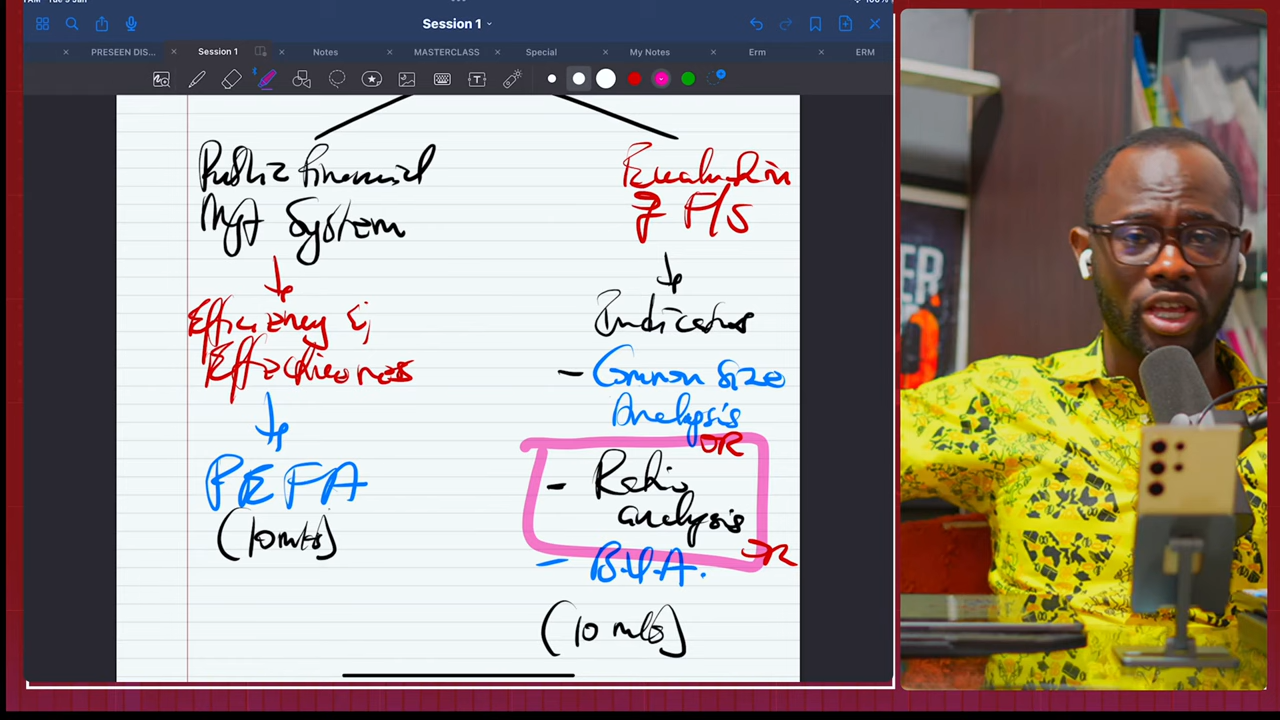 Session 1
PRESEEN DIS...
Session 1
Notes
MASTERCLASS
Special
My Notes
Erm
ERM
Public Financial
Mgt System
Efficiency &
Effectiveness
PEFA
(10mks)
Evaluation
of F/S
Indicators
- Common Size
Analysis
OR
- Ratio
analysis
OR
- BVA.
(10 mks)